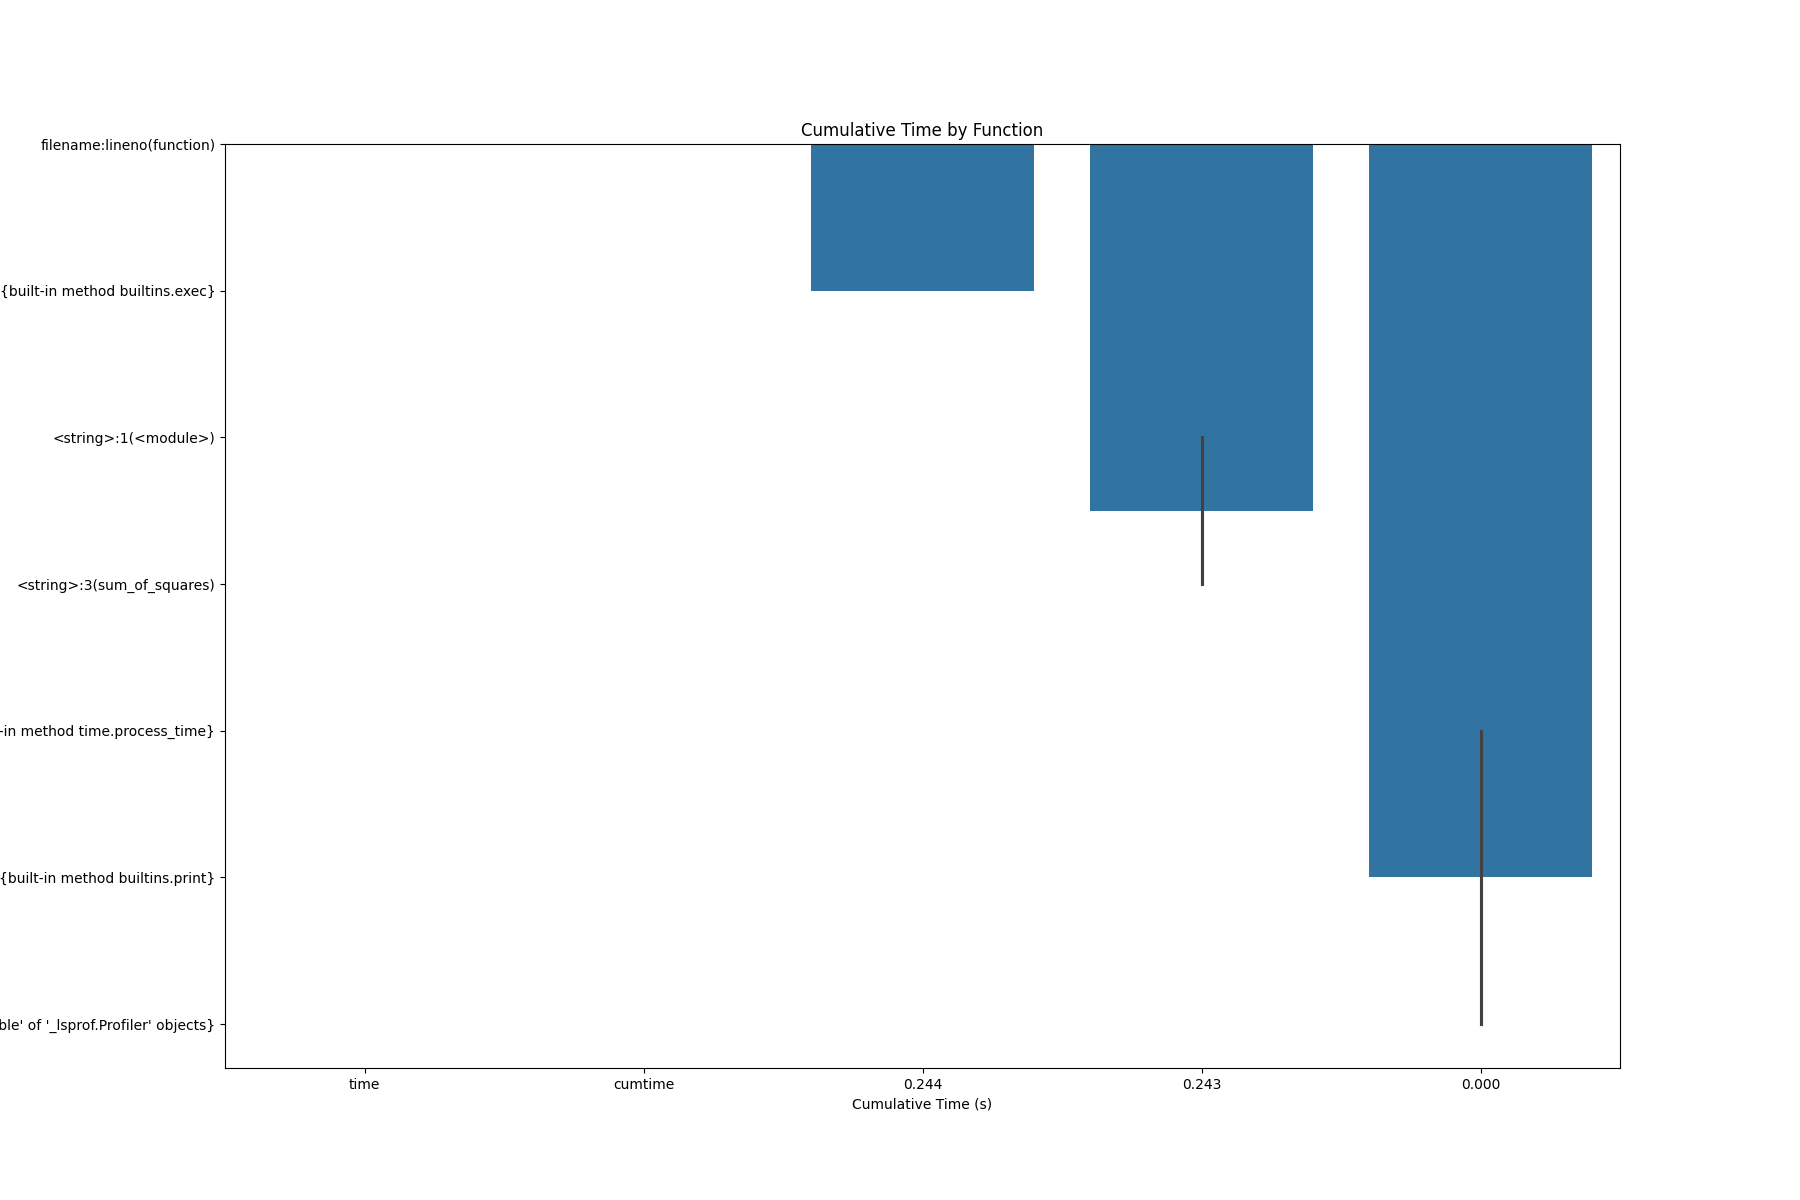 Cumulative Time by Function
filename:lineno(function)
{built-in method builtins.exec}
<string>:1(<module>)
<string>:3(sum_of_squares)
-in method time.process_time}
{built-in method builtins.print}
ble' of '_lsprof.Profiler' objects}
time cumtime 0.244 0.243 0.000
Cumulative Time (s)